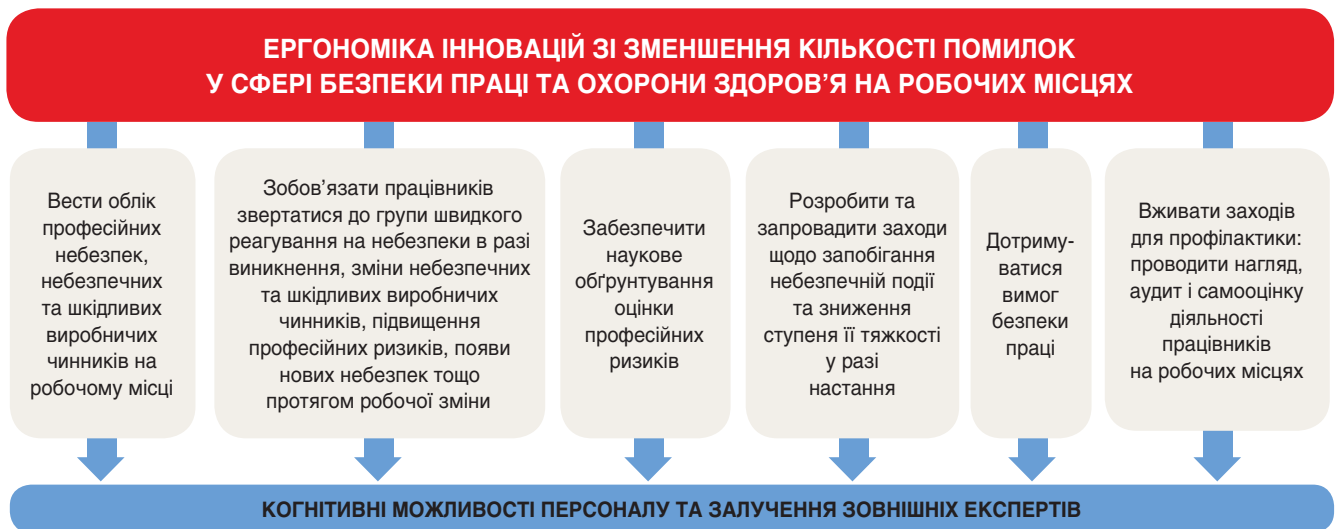 ЕРГОНОМІКА ІННОВАЦІЙ ЗІ ЗМЕНШЕННЯ КІЛЬКОСТІ ПОМИЛОК
У СФЕРІ БЕЗПЕКИ ПРАЦІ ТА ОХОРОНИ ЗДОРОВ’Я НА РОБОЧИХ МІСЦЯХ
Вести облік
професійних
небезпек,
небезпечних
та шкідливих
виробничих
чинників на
робочому місці
Зобов’язати працівників
звертатися до групи швидкого
реагування на небезпеки в разі
виникнення, зміни небезпечних
та шкідливих виробничих
чинників, підвищення
професійних ризиків, появи
нових небезпек тощо
протягом робочої зміни
Забезпечити
наукове
обґрунтування
оцінки
професійних
ризиків
Розробити та
запровадити заходи
щодо запобігання
небезпечній події
та зниження
ступеня її тяжкості
у разі
настання
Дотриму-
ватися
вимог
безпеки
праці
Вживати заходів
для профілактики:
проводити нагляд,
аудит і самооцінку
діяльності
працівників
на робочих місцях
КОГНІТИВНІ МОЖЛИВОСТІ ПЕРСОНАЛУ ТА ЗАЛУЧЕННЯ ЗОВНІШНІХ ЕКСПЕРТІВ